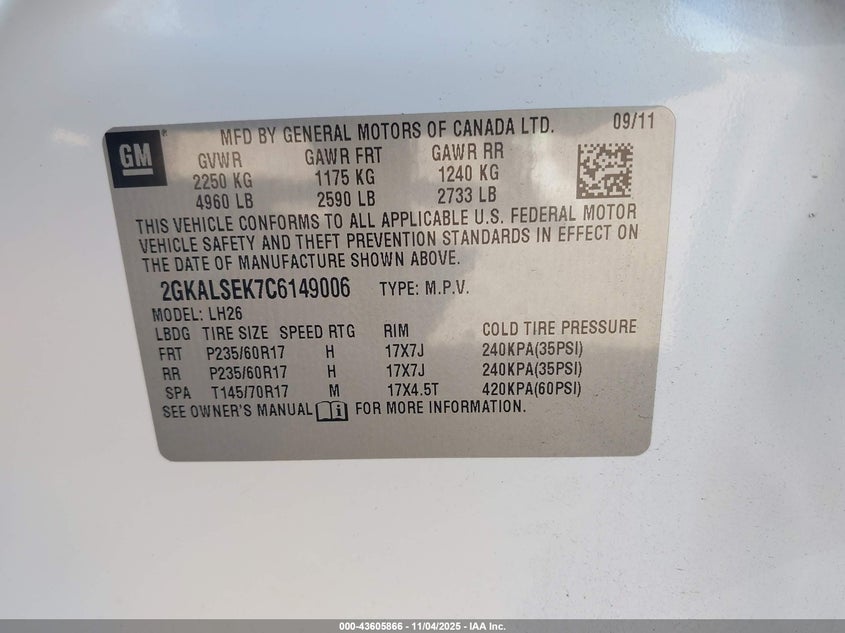 GM ® MFD BY GENERAL MOTORS OF CANADA LTD. 09/11
GVWR GAWR FRT GAWR RR
2250 KG 1175 KG 1240 KG
4960 LB 2590 LB 2733 LB
THIS VEHICLE CONFORMS TO ALL APPLICABLE U.S. FEDERAL MOTOR
VEHICLE SAFETY AND THEFT PREVENTION STANDARDS IN EFFECT ON
THE DATE OF MANUFACTURE SHOWN ABOVE.
2GKALSEK7C6149006 TYPE: M.P.V.
MODEL: LH26
LBDG TIRE SIZE SPEED RTG RIM COLD TIRE PRESSURE
FRT P235/60R17 H 17X7J 240KPA(35PSI)
RR P235/60R17 H 17X7J 240KPA(35PSI)
SPA T145/70R17 M 17X4.5T 420KPA(60PSI)
SEE OWNER'S MANUAL i FOR MORE INFORMATION.
000-43605866 - 11/04/2025 - IAA Inc.